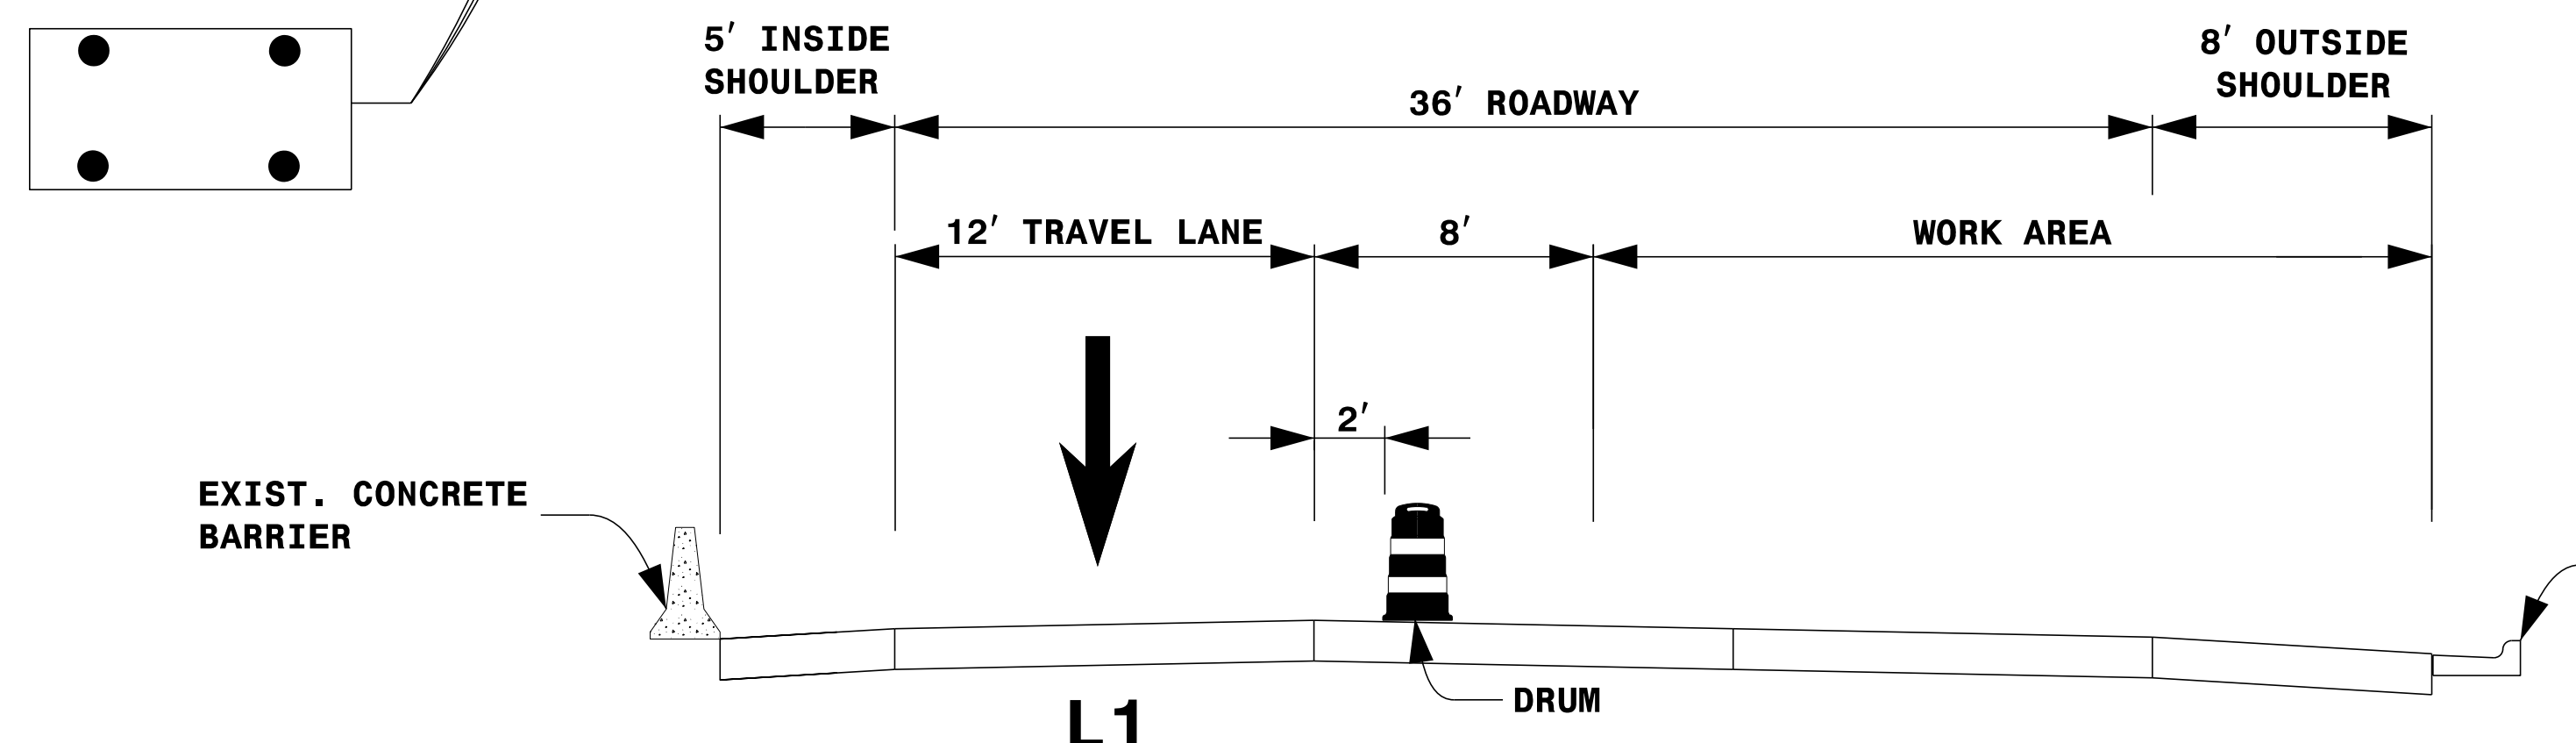 5' INSIDE
SHOULDER
36' ROADWAY
8' OUTSIDE
SHOULDER
12' TRAVEL LANE
8'
WORK AREA
2'
EXIST. CONCRETE
BARRIER
DRUM
L1